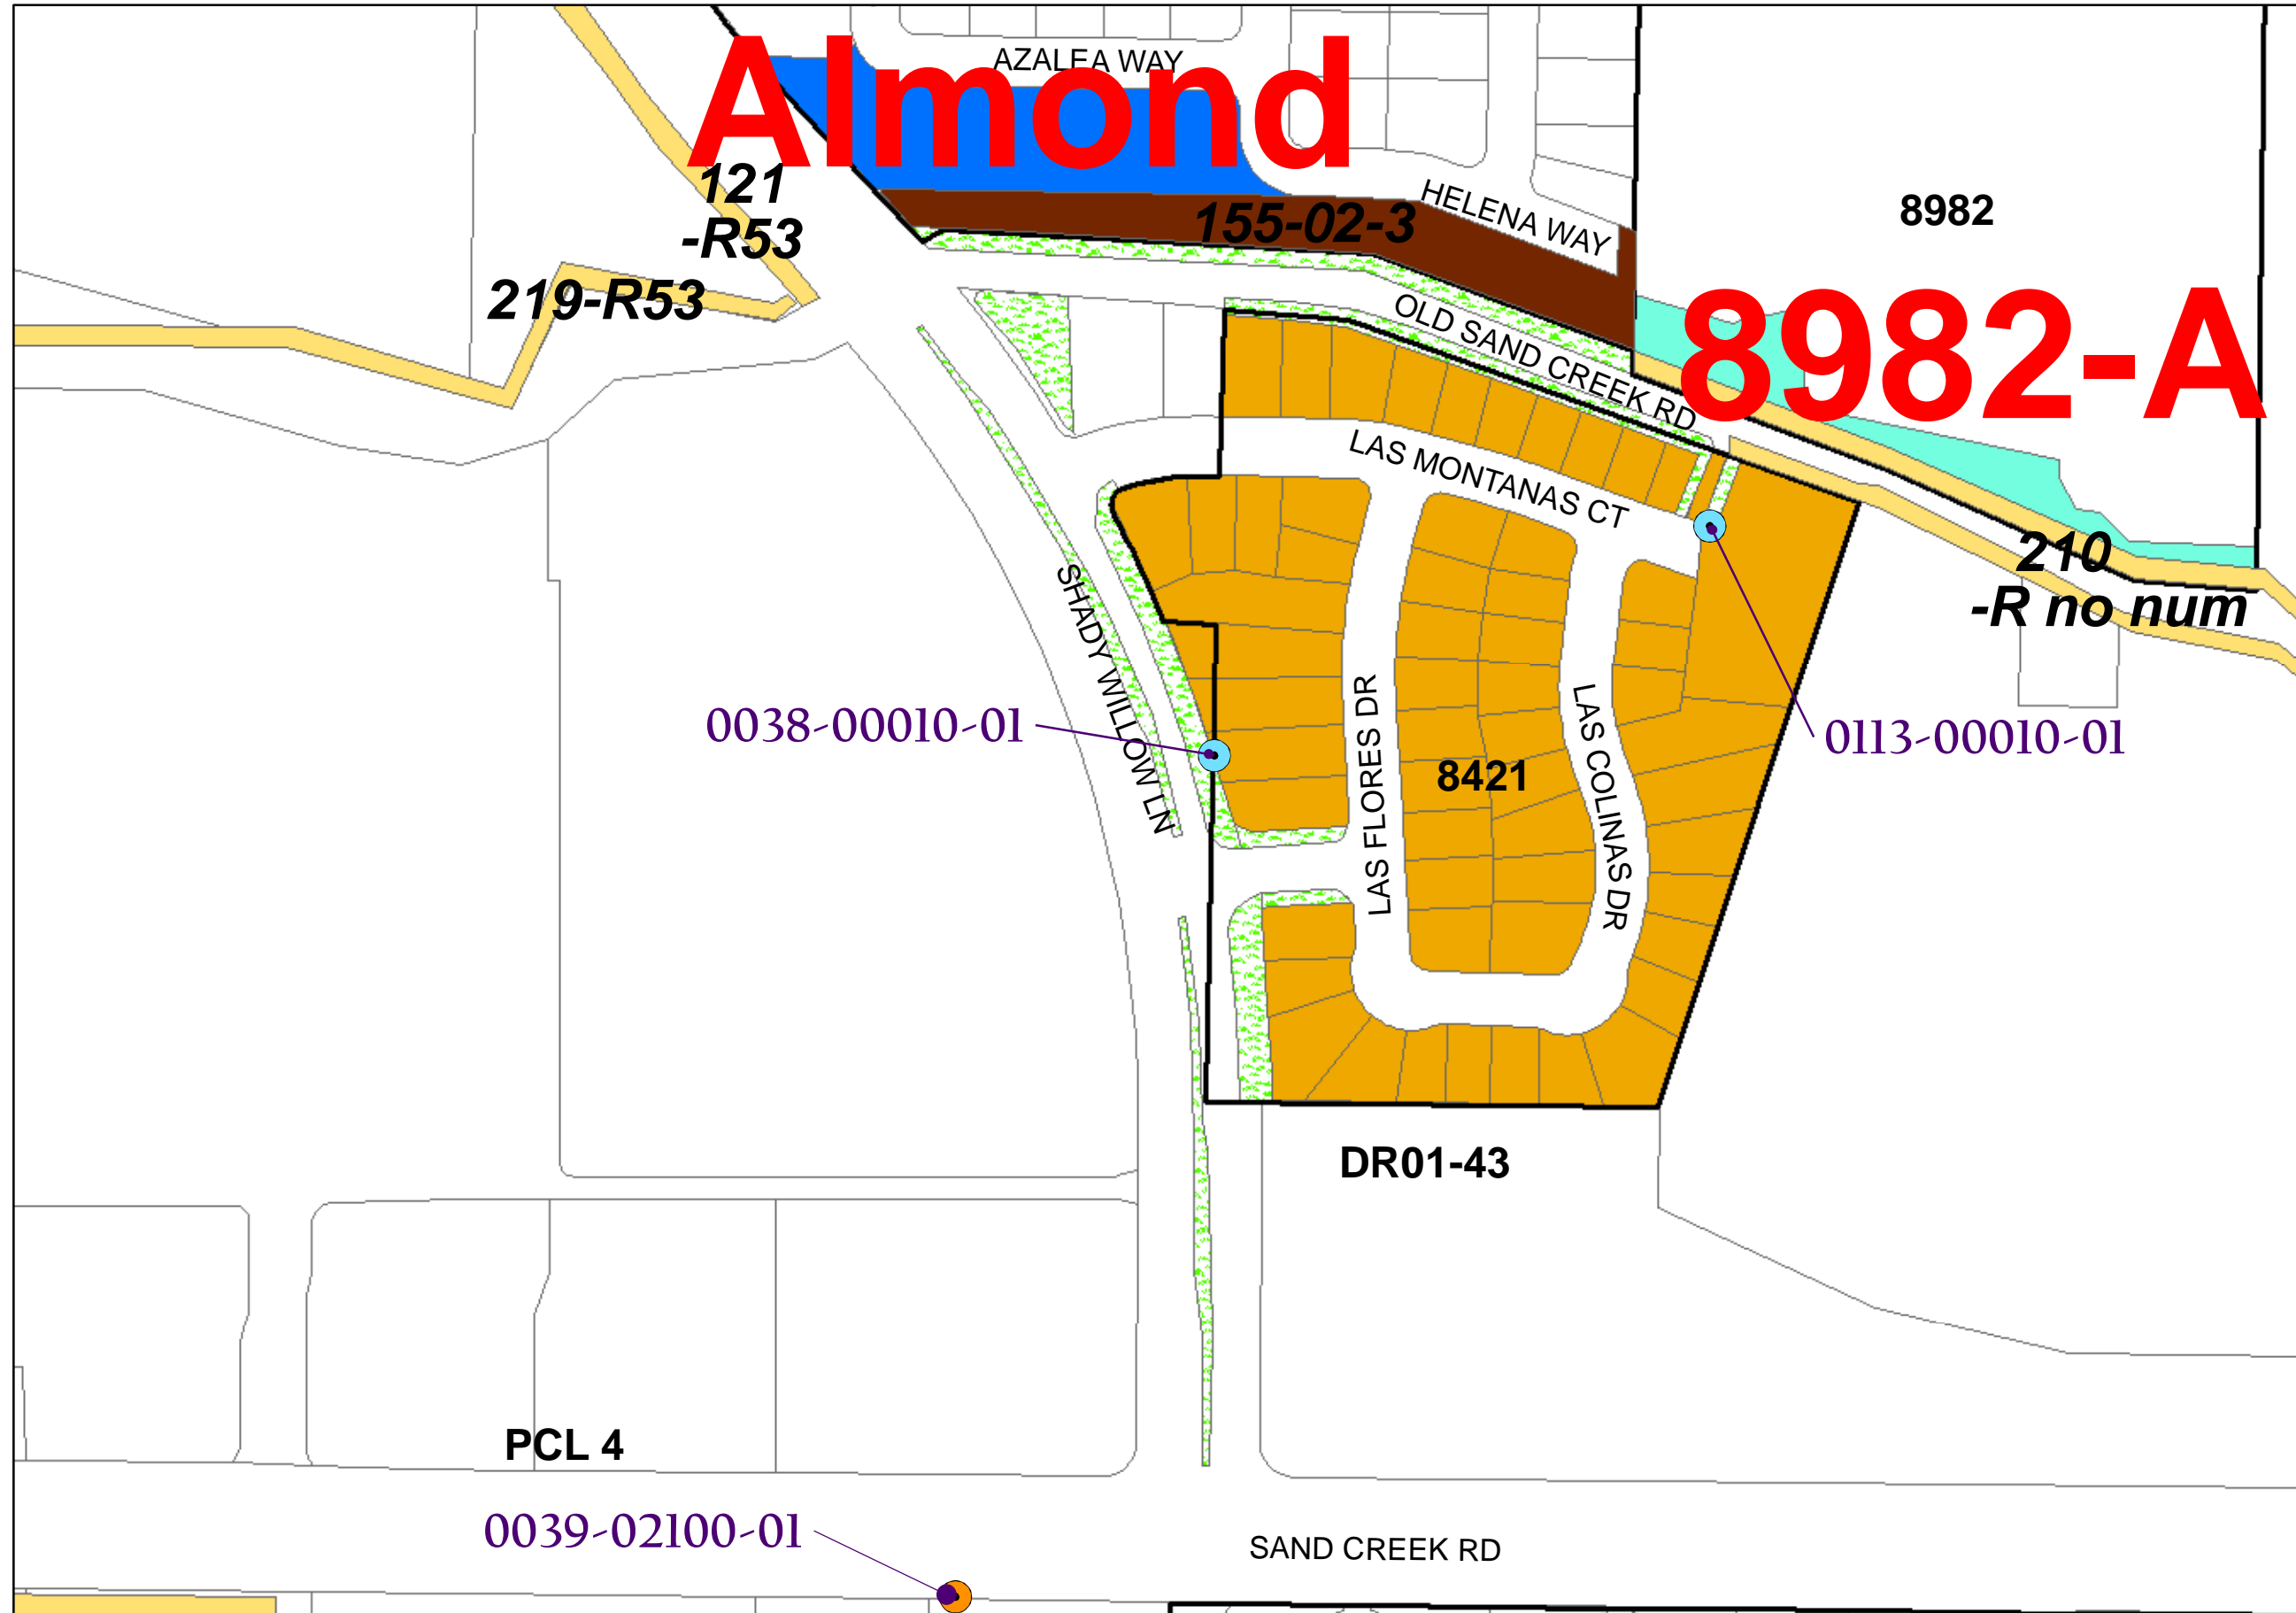 AZALEA WAY
Almond
121
-R53
155-02-3
HELENA WAY
8982
219-R53
OLD SAND CREEK RD
8982-A
LAS MONTANAS CT
210
-R no num
SHADY WILLOW LN
0038-00010-01
LAS FLORES DR
8421
LAS COLINAS DR
0113-00010-01
DR01-43
PCL 4
0039-02100-01
SAND CREEK RD